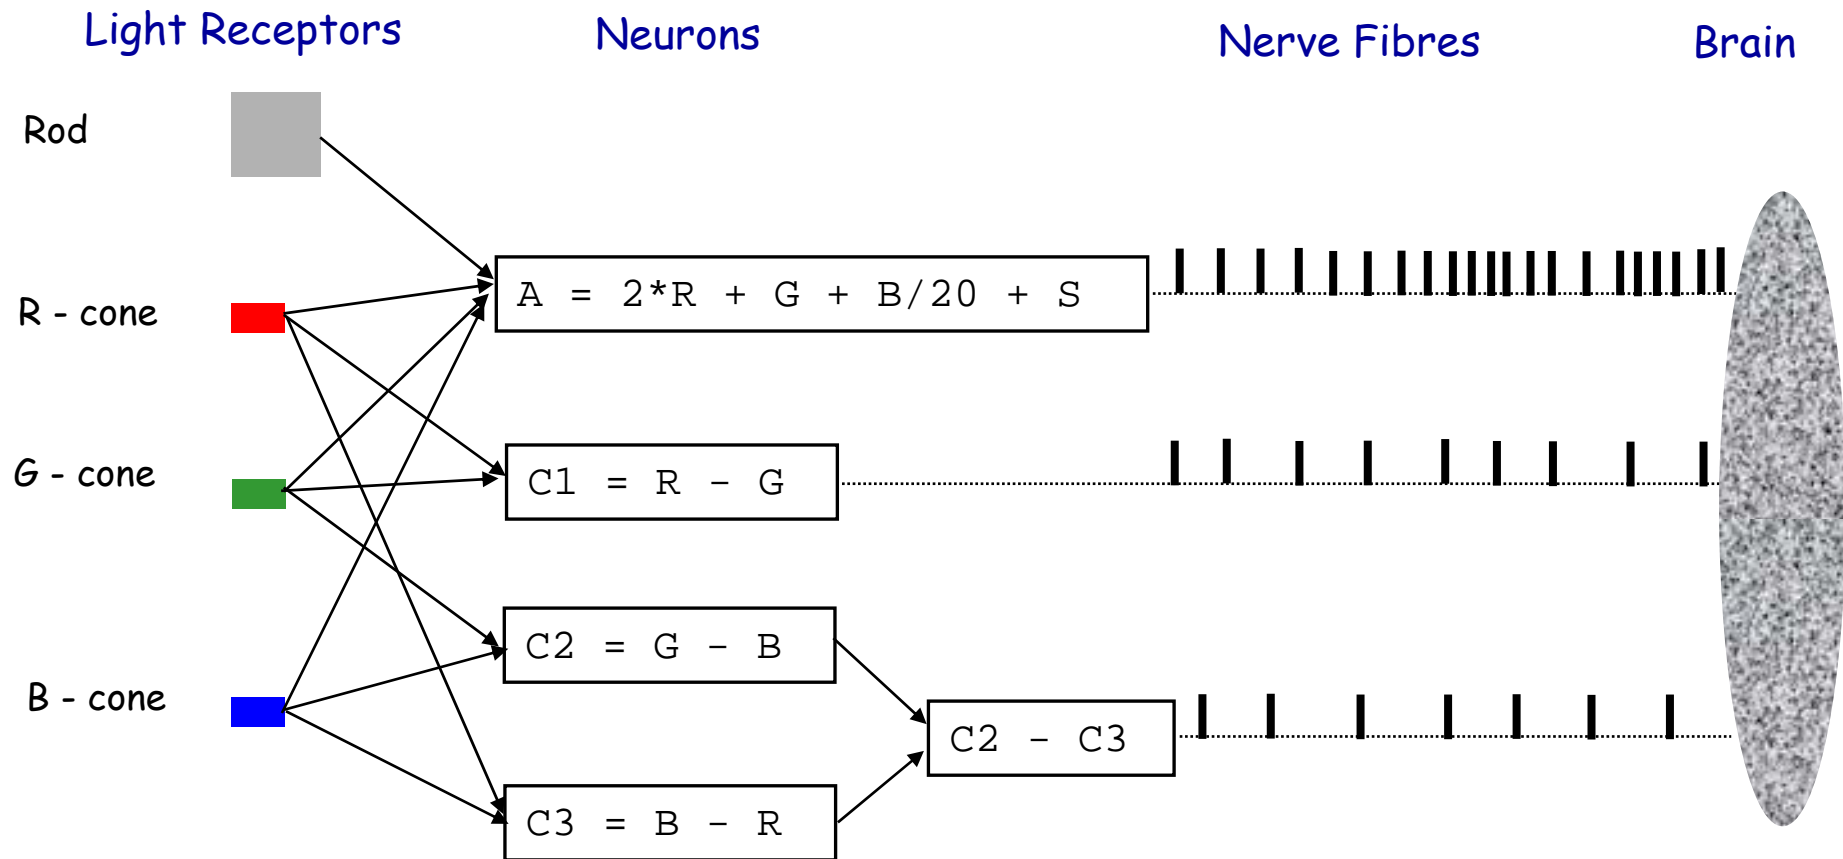 Light Receptors
Neurons
Nerve Fibres
Brain
Rod
A = 2*R + G + B/20 + S
R - cone
G - cone
C1 = R - G
C2 = G - B
B - cone
C2 - C3
C3 = B - R